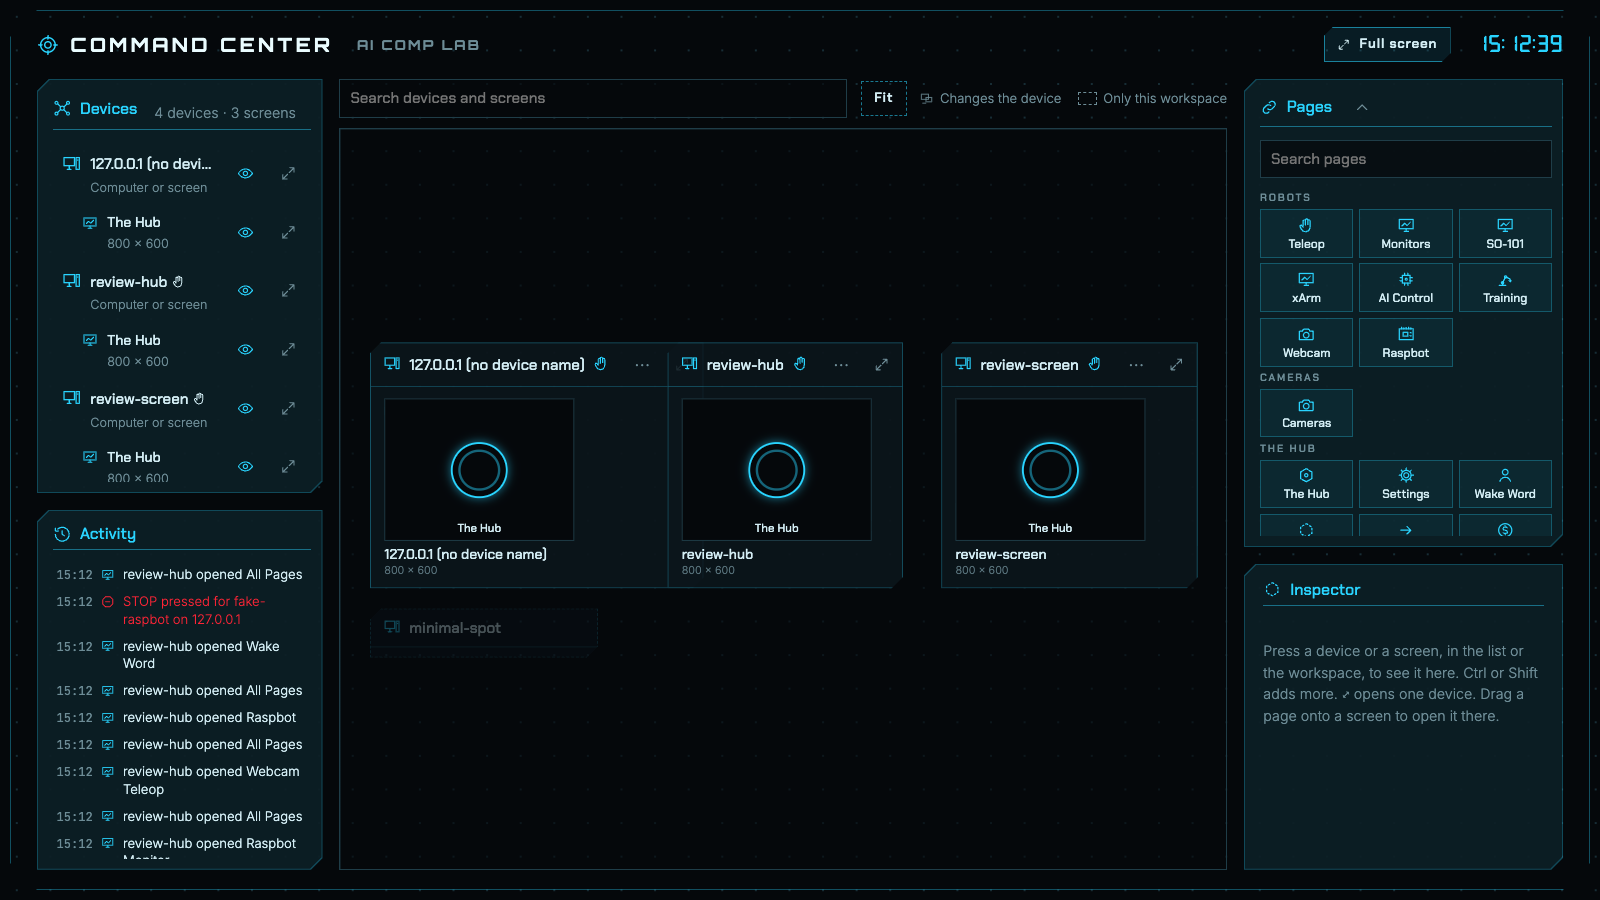 COMMAND CENTER
AI COMP LAB
Full screen
15:12:39
Devices
4 devices · 3 screens
127.0.0.1 (no devi...
Computer or screen
The Hub
800 × 600
review-hub
Computer or screen
The Hub
800 × 600
review-screen
Computer or screen
The Hub
800 × 600
Activity
15:12 review-hub opened All Pages
15:12 STOP pressed for fake-
raspbot on 127.0.0.1
15:12 review-hub opened Wake
Word
15:12 review-hub opened All Pages
15:12 review-hub opened Raspbot
15:12 review-hub opened All Pages
15:12 review-hub opened Webcam
Teleop
15:12 review-hub opened All Pages
15:12 review-hub opened Raspbot
Monitor
Search devices and screens
Fit
Changes the device
Only this workspace
127.0.0.1 (no device name)
The Hub
127.0.0.1 (no device name)
800 × 600
review-hub
The Hub
review-hub
800 × 600
review-screen
The Hub
review-screen
800 × 600
minimal-spot
Pages
Search pages
ROBOTS
Teleop
Monitors
SO-101
xArm
AI Control
Training
Webcam
Raspbot
CAMERAS
Cameras
THE HUB
The Hub
Settings
Wake Word
Inspector
Press a device or a screen, in the list or
the workspace, to see it here. Ctrl or Shift
adds more. ⤢ opens one device. Drag a
page onto a screen to open it there.